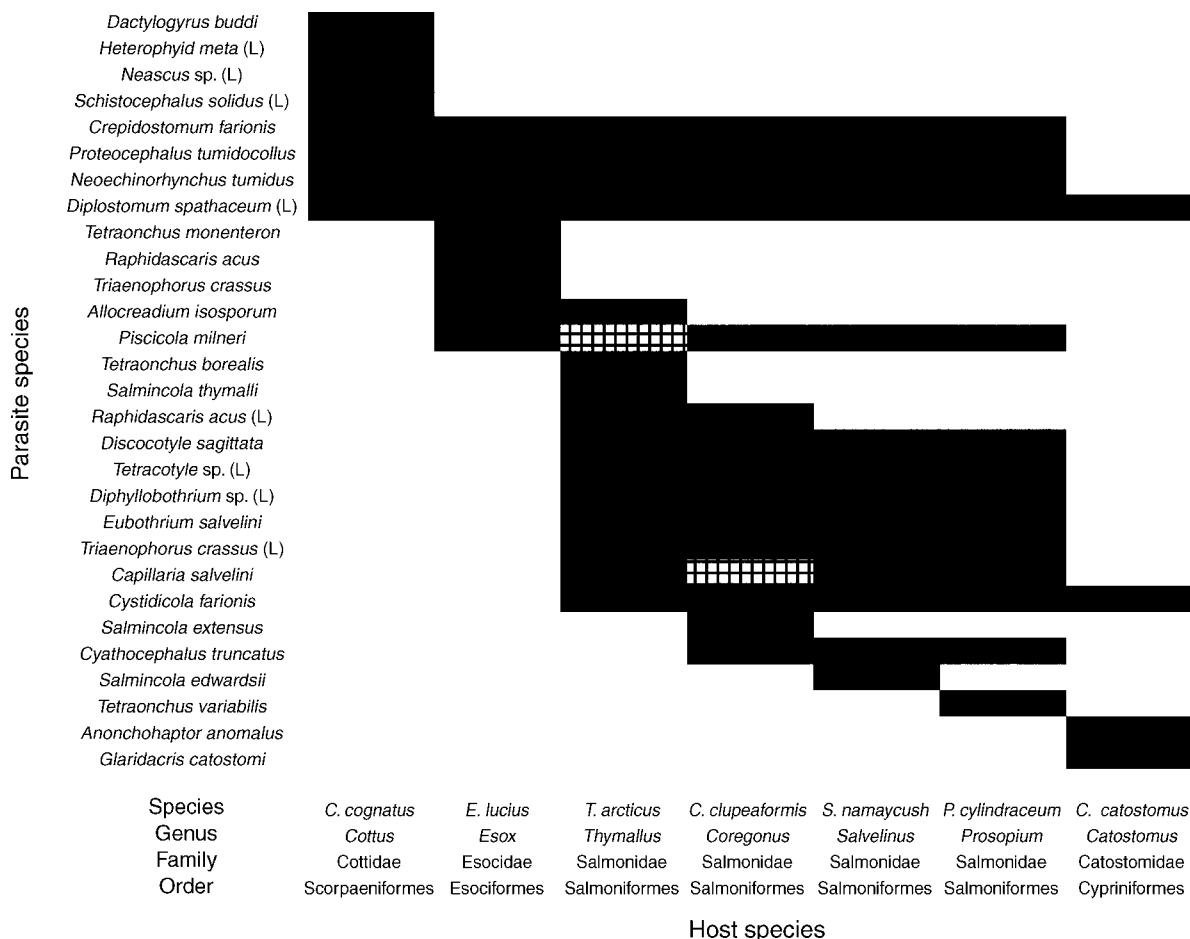 Dactylogyrus buddi
Heterophyid meta (L)
Neascus sp. (L)
Schistocephalus solidus (L)
Crepidostomum farionis
Proteocephalus tumidocollus
Neoechinorhynchus tumidus
Diplostomum spathaceum (L)
Tetraonchus monenteron
Raphidascaris acus
Triaenophorus crassus
Allocreadium isosporum
Piscicola milneri
Tetraonchus borealis
Salmincola thymalli
Raphidascaris acus (L)
Discocotyle sagittata
Tetracotyle sp. (L)
Diphyllobothrium sp. (L)
Eubothrium salvelini
Triaenophorus crassus (L)
Capillaria salvelini
Cystidicola farionis
Salmincola extensus
Cyathocephalus truncatus
Salmincola edwardsii
Tetraonchus variabilis
Anonchohaptor anomalus
Glaridacris catostomi
Parasite species
Species C. cognatus E. lucius T. arcticus C. clupeaformis S. namaycush P. cylindraceum C. catostomus
Genus Cottus Esox Thymallus Coregonus Salvelinus Prosopium Catostomus
Family Cottidae Esocidae Salmonidae Salmonidae Salmonidae Salmonidae Catostomidae
Order Scorpaeniformes Esociformes Salmoniformes Salmoniformes Salmoniformes Salmoniformes Cypriniformes
Host species